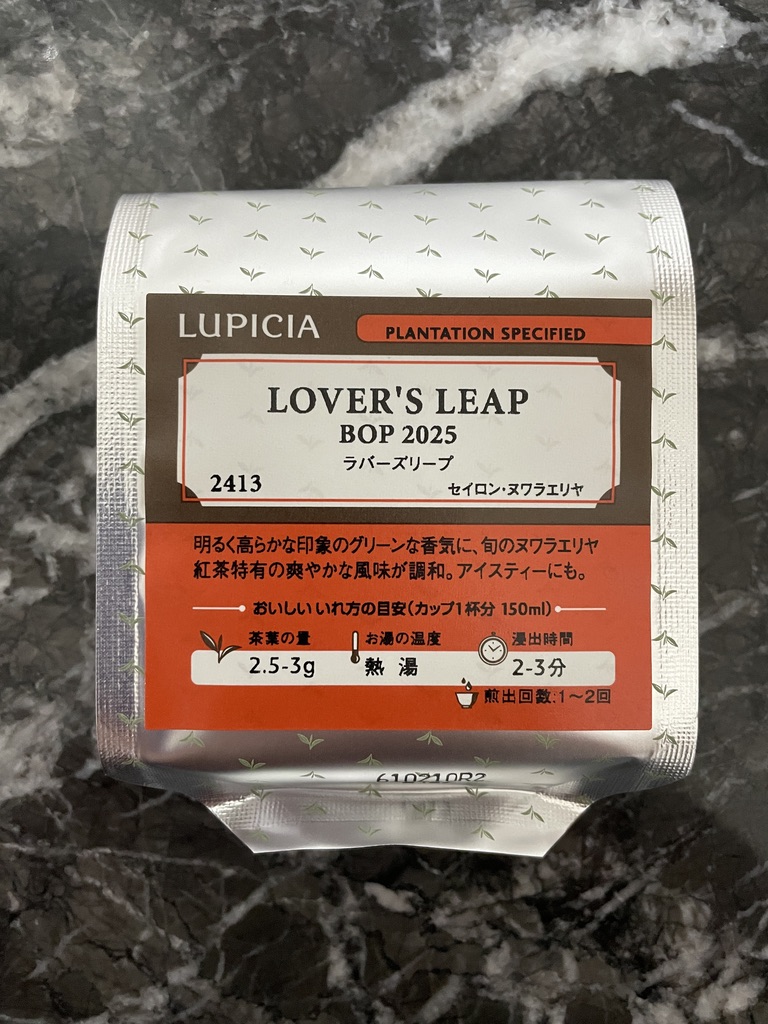 LUPICIA
PLANTATION SPECIFIED
LOVER'S LEAP
BOP 2025
ラバーズリープ
2413
セイロン・ヌワラエリヤ
明るく高らかな印象のグリーンな香気に、旬のヌワラエリヤ
紅茶特有の爽やかな風味が調和。アイスティーにも。
おいしい いれ方の目安(カップ1杯分 150ml)
茶葉の量 お湯の温度 浸出時間
2.5-3g 熱湯 2-3分
煎出回数:1〜2回
610210R2